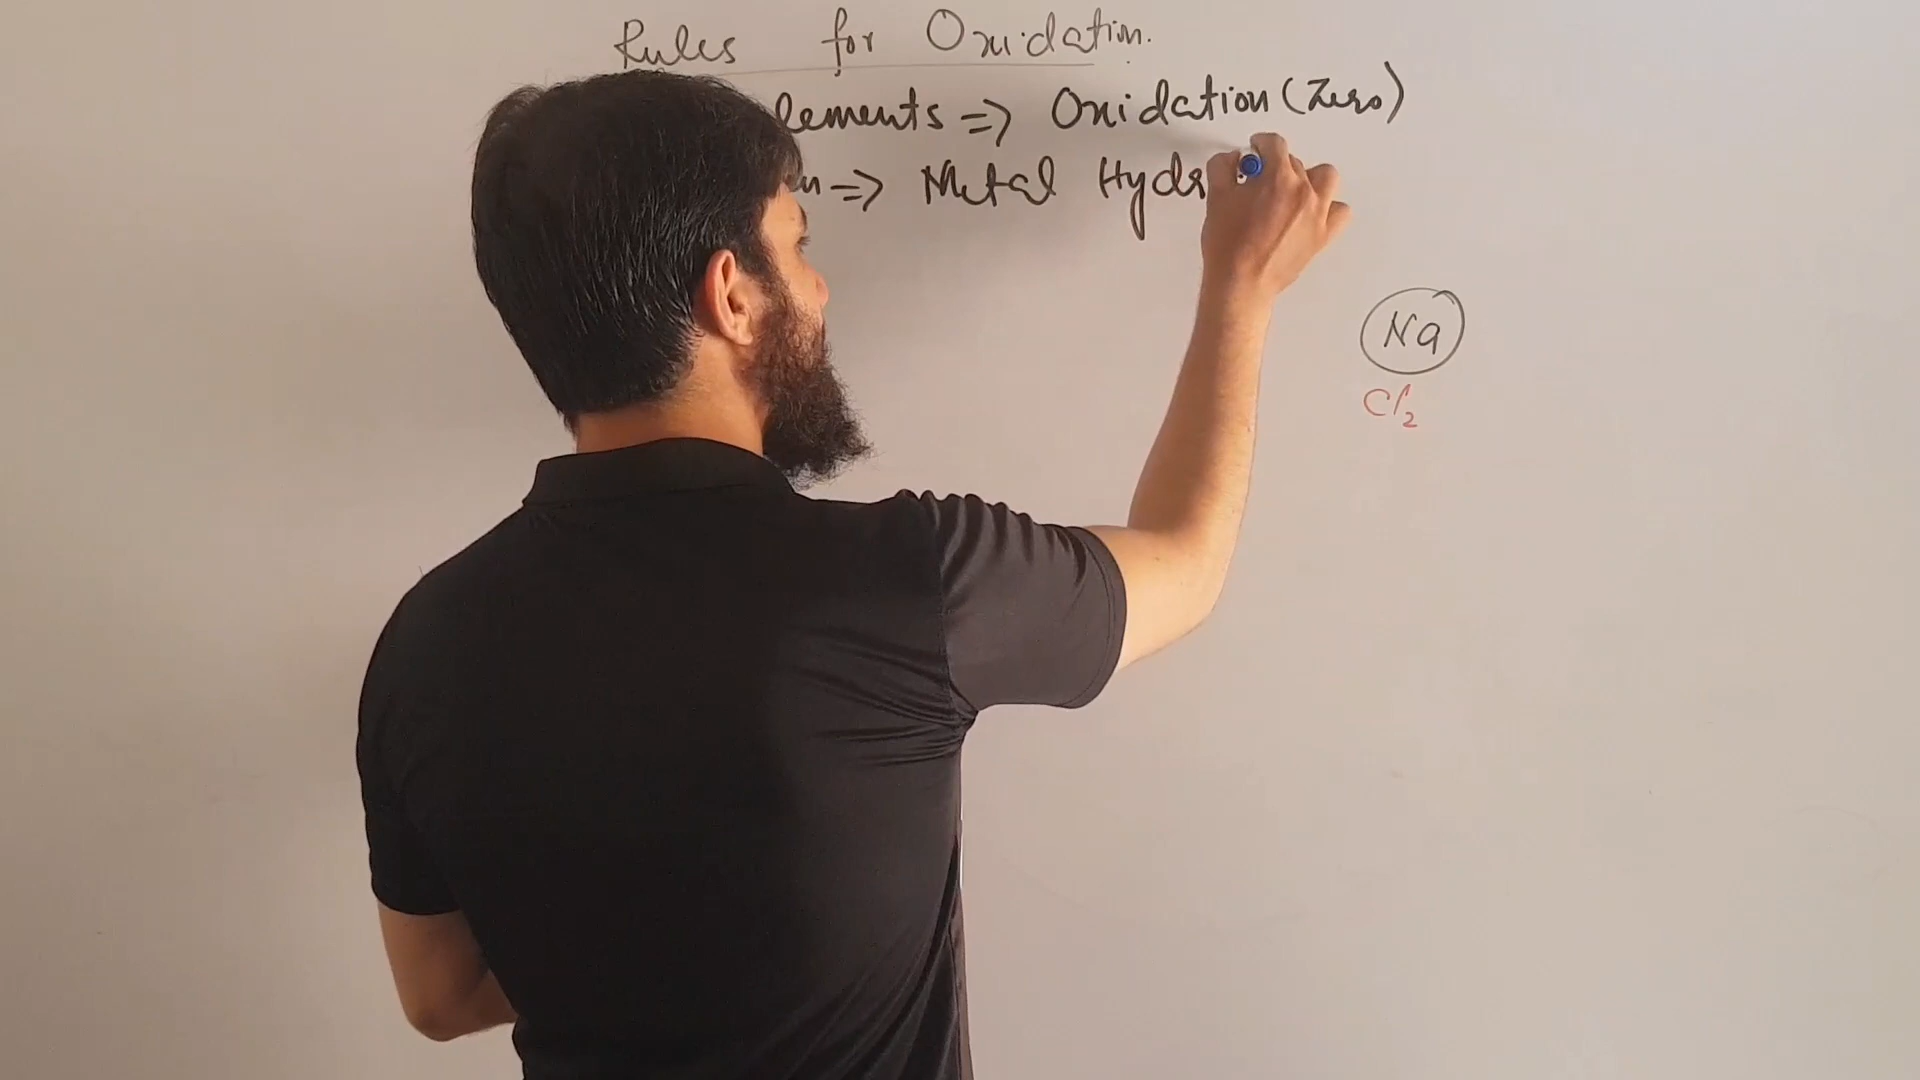 Rules for Oxidation.
lements => Oxidation (Zero)
n => Metal Hydr
Na
Cl2